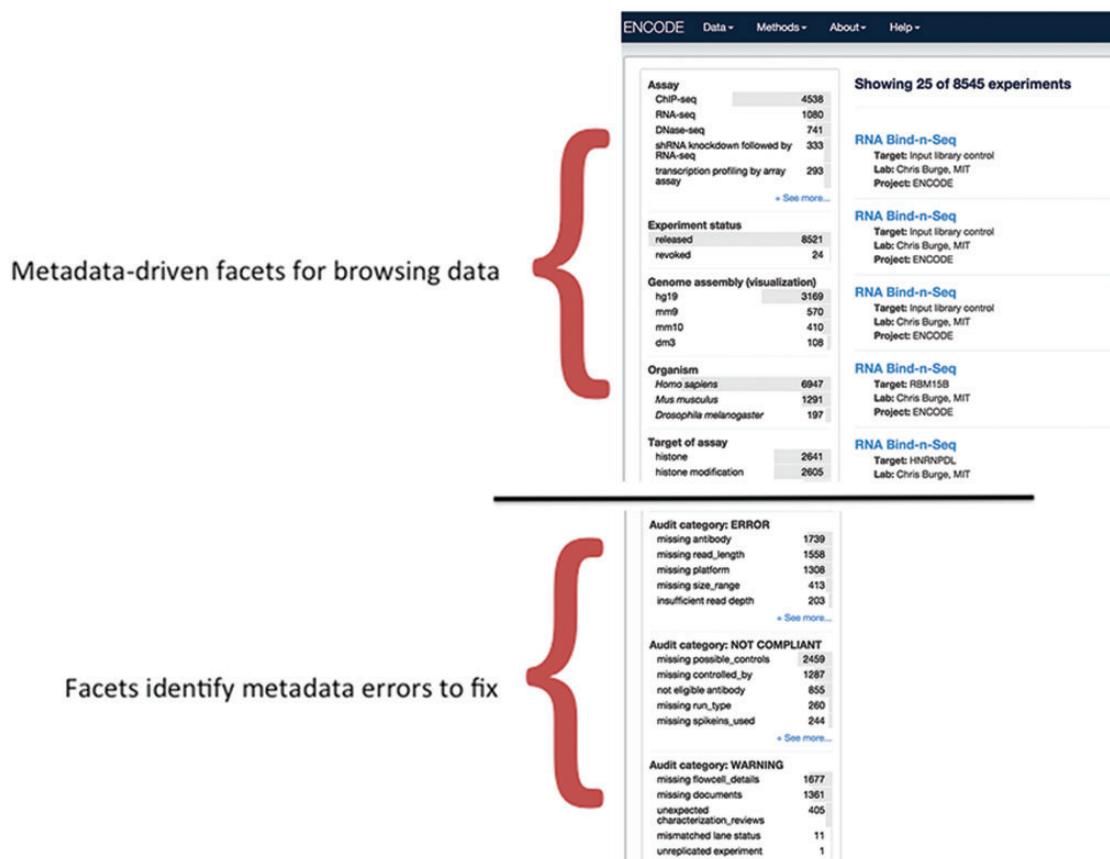 ENCODE Data Methods About Help
Assay
ChIP-seq 4538
RNA-seq 1080
DNase-seq 741
shRNA knockdown followed by 333
RNA-seq
transcription profiling by array 293
assay
+ See more...
Experiment status
released 8521
revoked 24
Genome assembly (visualization)
hg19 3169
mm9 570
mm10 410
dm3 108
Organism
Homo sapiens 6947
Mus musculus 1291
Drosophila melanogaster 197
Target of assay
histone 2641
histone modification 2605
Showing 25 of 8545 experiments
RNA Bind-n-Seq
Target: Input library control
Lab: Chris Burge, MIT
Project: ENCODE
RNA Bind-n-Seq
Target: Input library control
Lab: Chris Burge, MIT
Project: ENCODE
RNA Bind-n-Seq
Target: Input library control
Lab: Chris Burge, MIT
Project: ENCODE
RNA Bind-n-Seq
Target: RBM15B
Lab: Chris Burge, MIT
Project: ENCODE
RNA Bind-n-Seq
Target: HNRNPDL
Lab: Chris Burge, MIT
Metadata-driven facets for browsing data
Audit category: ERROR
missing antibody 1739
missing read_length 1558
missing platform 1308
missing size_range 413
insufficient read depth 203
+ See more...
Audit category: NOT COMPLIANT
missing possible_controls 2459
missing controlled_by 1287
not eligible antibody 855
missing run_type 260
missing spikeins_used 244
+ See more...
Audit category: WARNING
missing flowcell_details 1677
missing documents 1361
unexpected 405
characterization_reviews
mismatched lane status 11
unreplicated experiment 1
Facets identify metadata errors to fix